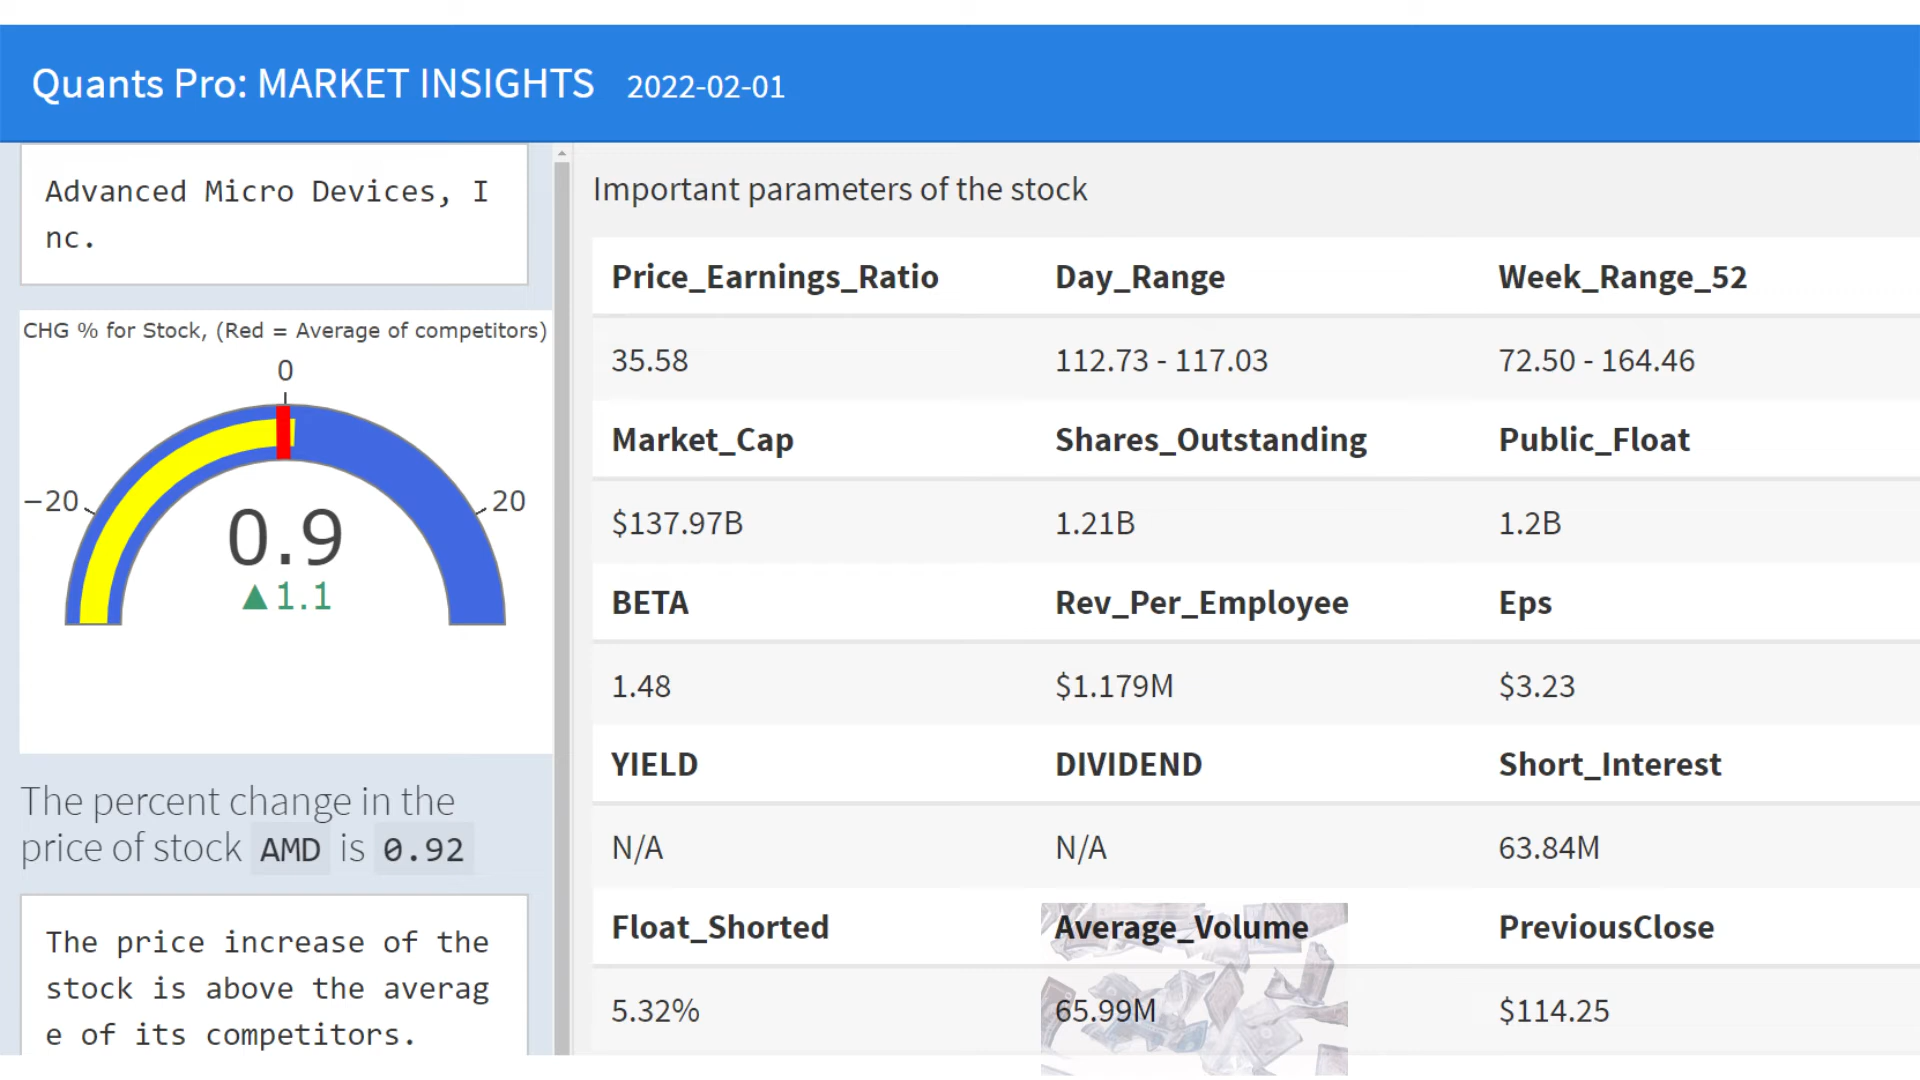 Quants Pro: MARKET INSIGHTS 2022-02-01
Advanced Micro Devices, I
nc.
CHG % for Stock, (Red = Average of competitors)
0
−20
20
0.9
▲1.1
The percent change in the
price of stock AMD is 0.92
The price increase of the
stock is above the averag
e of its competitors.
Important parameters of the stock
Price_Earnings_Ratio Day_Range Week_Range_52
35.58 112.73 - 117.03 72.50 - 164.46
Market_Cap Shares_Outstanding Public_Float
$137.97B 1.21B 1.2B
BETA Rev_Per_Employee Eps
1.48 $1.179M $3.23
YIELD DIVIDEND Short_Interest
N/A N/A 63.84M
Float_Shorted Average_Volume PreviousClose
5.32% 65.99M $114.25